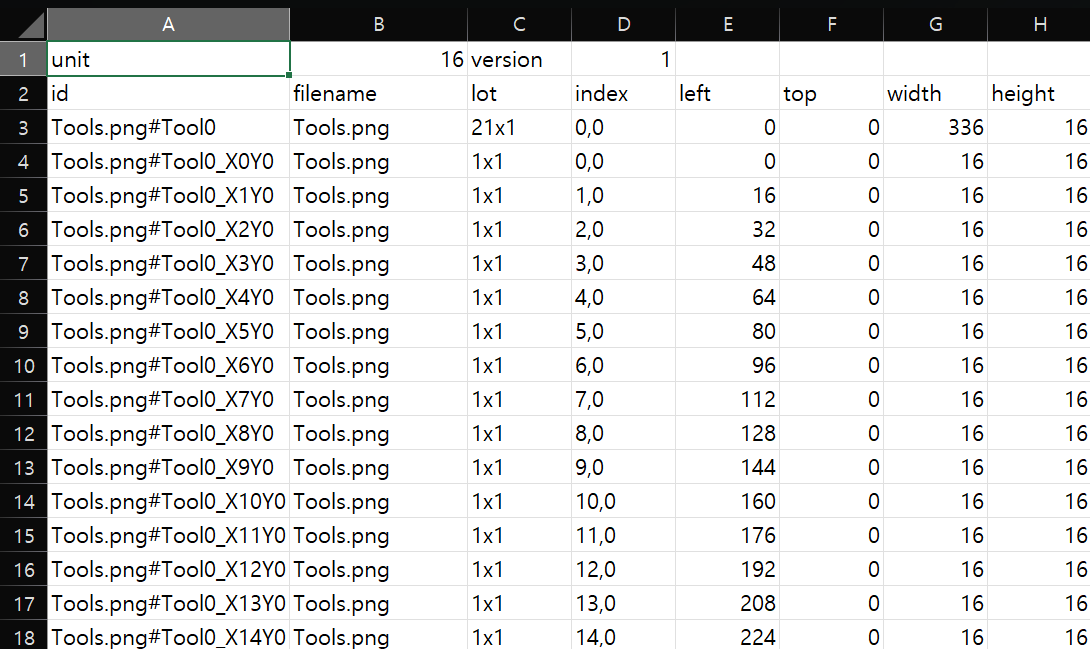 A B C D E F G H
1 unit 16 version 1
2 id filename lot index left top width height
3 Tools.png#Tool0 Tools.png 21x1 0,0 0 0 336 16
4 Tools.png#Tool0_X0Y0 Tools.png 1x1 0,0 0 0 16 16
5 Tools.png#Tool0_X1Y0 Tools.png 1x1 1,0 16 0 16 16
6 Tools.png#Tool0_X2Y0 Tools.png 1x1 2,0 32 0 16 16
7 Tools.png#Tool0_X3Y0 Tools.png 1x1 3,0 48 0 16 16
8 Tools.png#Tool0_X4Y0 Tools.png 1x1 4,0 64 0 16 16
9 Tools.png#Tool0_X5Y0 Tools.png 1x1 5,0 80 0 16 16
10 Tools.png#Tool0_X6Y0 Tools.png 1x1 6,0 96 0 16 16
11 Tools.png#Tool0_X7Y0 Tools.png 1x1 7,0 112 0 16 16
12 Tools.png#Tool0_X8Y0 Tools.png 1x1 8,0 128 0 16 16
13 Tools.png#Tool0_X9Y0 Tools.png 1x1 9,0 144 0 16 16
14 Tools.png#Tool0_X10Y0 Tools.png 1x1 10,0 160 0 16 16
15 Tools.png#Tool0_X11Y0 Tools.png 1x1 11,0 176 0 16 16
16 Tools.png#Tool0_X12Y0 Tools.png 1x1 12,0 192 0 16 16
17 Tools.png#Tool0_X13Y0 Tools.png 1x1 13,0 208 0 16 16
18 Tools.png#Tool0_X14Y0 Tools.png 1x1 14,0 224 0 16 16